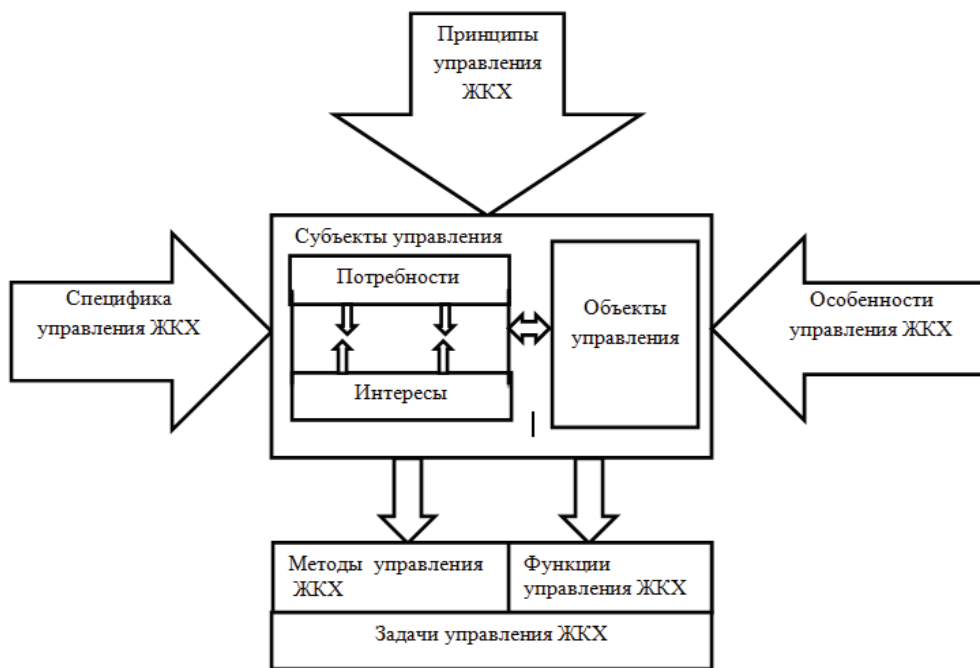 Принципы
управления
ЖКХ
Субъекты управления
Потребности
Специфика
управления ЖКХ
Объекты
управления
Особенности
управления ЖКХ
Интересы
Методы управления
ЖКХ
Функции
управления ЖКХ
Задачи управления ЖКХ